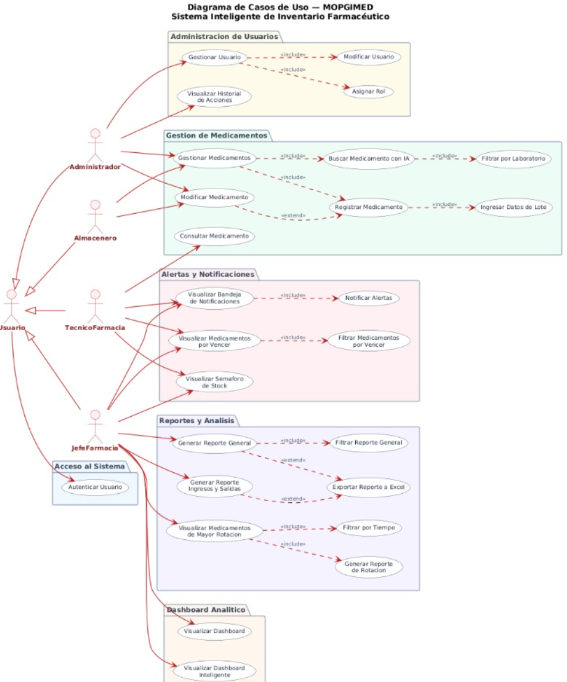 Diagrama de Casos de Uso — MOPGIMED
Sistema Inteligente de Inventario Farmacéutico
Administracion de Usuarios
Gestionar Usuario
«include»
Modificar Usuario
«include»
Asignar Rol
Visualizar Historial
de Acciones
Gestion de Medicamentos
Administrador
Gestionar Medicamentos
«include»
Buscar Medicamento con IA
«include»
Filtrar por Laboratorio
«include»
Modificar Medicamento
Registrar Medicamento
«include»
Ingresar Datos de Lote
«extend»
Almacenero
Consultar Medicamento
Alertas y Notificaciones
Visualizar Bandeja
de Notificaciones
«include»
Notificar Alertas
Usuario
TecnicoFarmacia
Visualizar Medicamentos
por Vencer
«include»
Filtrar Medicamentos
por Vencer
Visualizar Semaforo
de Stock
JefeFarmacia
Reportes y Analisis
Generar Reporte General
«include»
Filtrar Reporte General
«extend»
Acceso al Sistema
Autenticar Usuario
Generar Reporte
Ingresos y Salidas
«extend»
Exportar Reporte a Excel
Visualizar Medicamentos
de Mayor Rotacion
«include»
Filtrar por Tiempo
«include»
Generar Reporte
de Rotacion
Dashboard Analitico
Visualizar Dashboard
Visualizar Dashboard
Inteligente